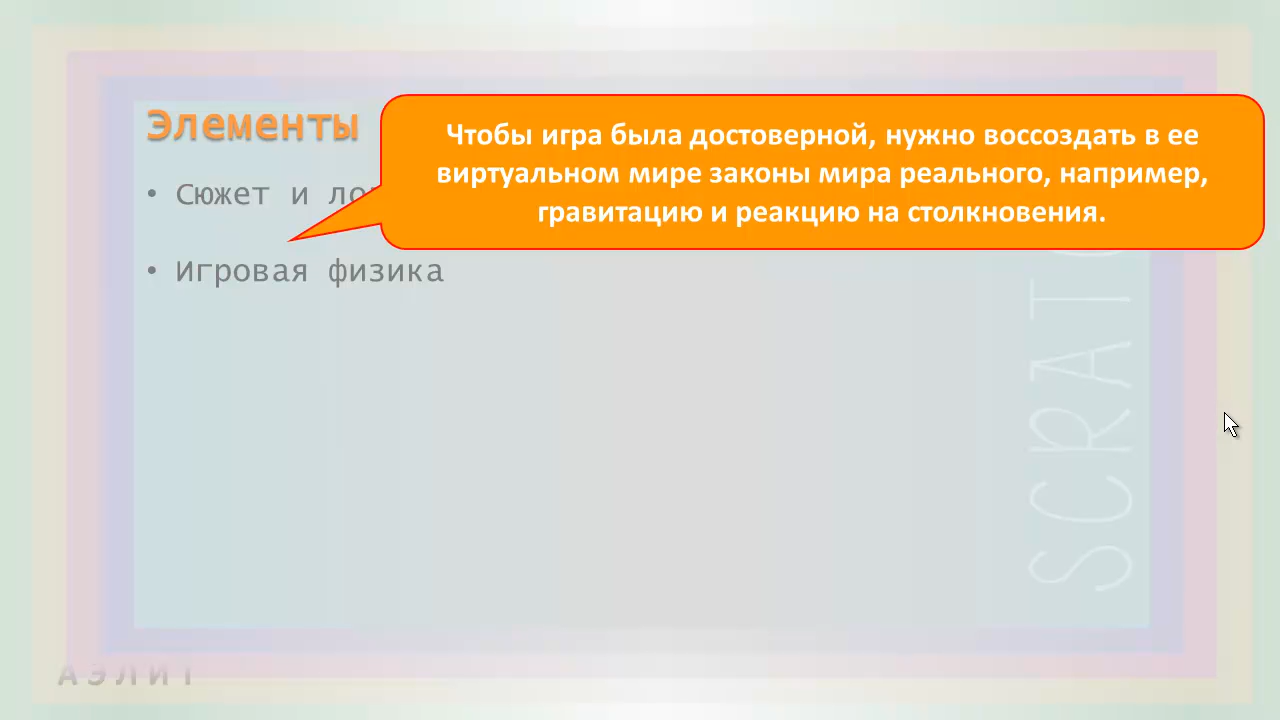 Элементы
Чтобы игра была достоверной, нужно воссоздать в ее
виртуальном мире законы мира реального, например,
гравитацию и реакцию на столкновения.
• Сюжет и
• Игровая физика
SCRAT
АЭЛИТ